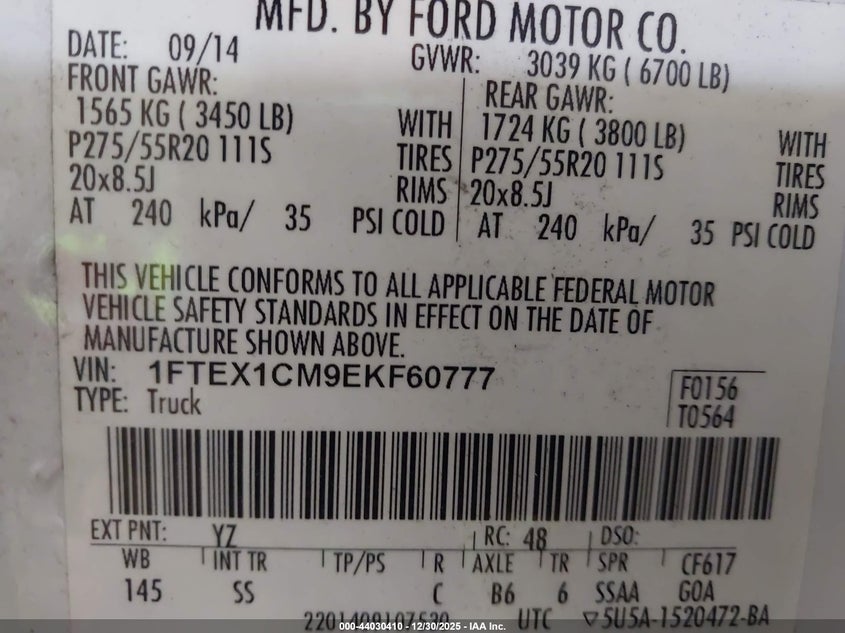 MFD. BY FORD MOTOR CO.
DATE: 09/14 GVWR: 3039 KG ( 6700 LB)
FRONT GAWR: REAR GAWR:
1565 KG ( 3450 LB) WITH 1724 KG ( 3800 LB) WITH
P275/55R20 111S TIRES P275/55R20 111S TIRES
20x8.5J RIMS 20x8.5J RIMS
AT 240 kPa/ 35 PSI COLD AT 240 kPa/ 35 PSI COLD
THIS VEHICLE CONFORMS TO ALL APPLICABLE FEDERAL MOTOR
VEHICLE SAFETY STANDARDS IN EFFECT ON THE DATE OF
MANUFACTURE SHOWN ABOVE.
VIN: 1FTEX1CM9EKF60777
F0156
TYPE: Truck T0564
EXT PNT: YZ RC: 48 DSO:
WB INT TR TP/PS R AXLE TR SPR CF617
145 SS C B6 6 SSAA GOA
UTC ▽5U5A-1520472-BA
000-44030410 - 12/30/2025 - IAA Inc.